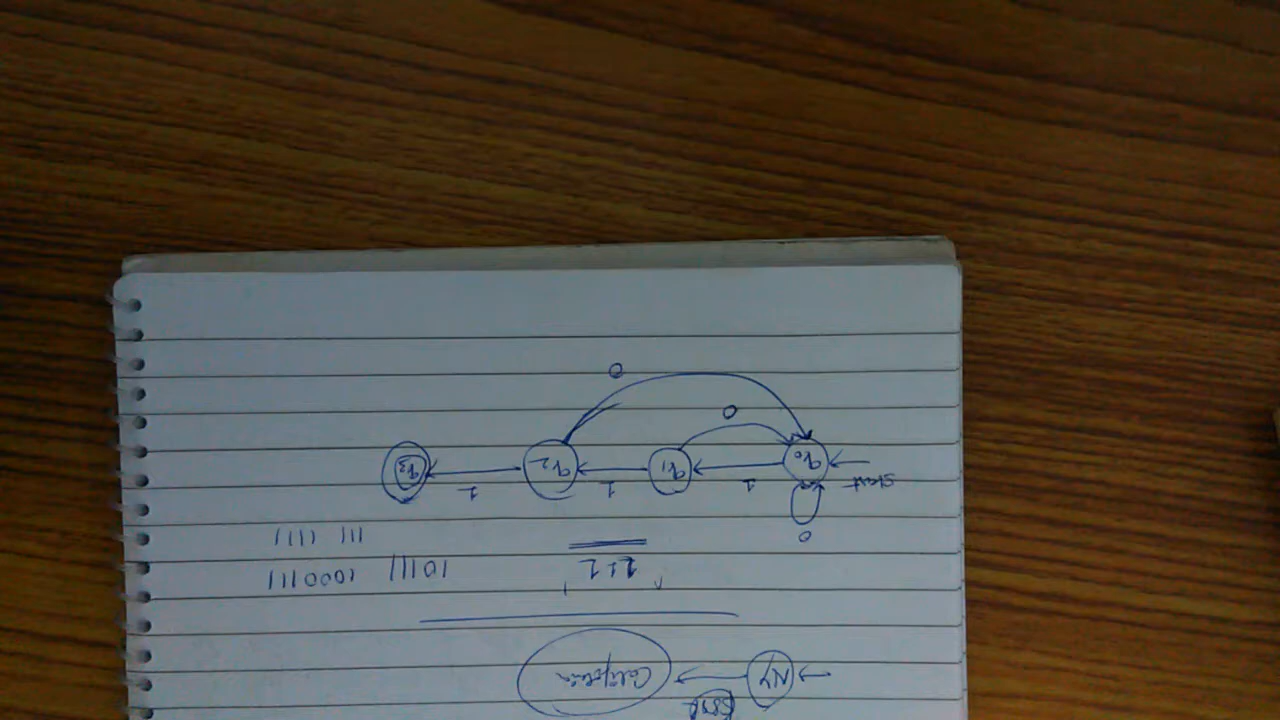 NY California
"111" 10111 1000111
111 1111
0
start 1 1 1
q0 q1 q2 q3
0
0